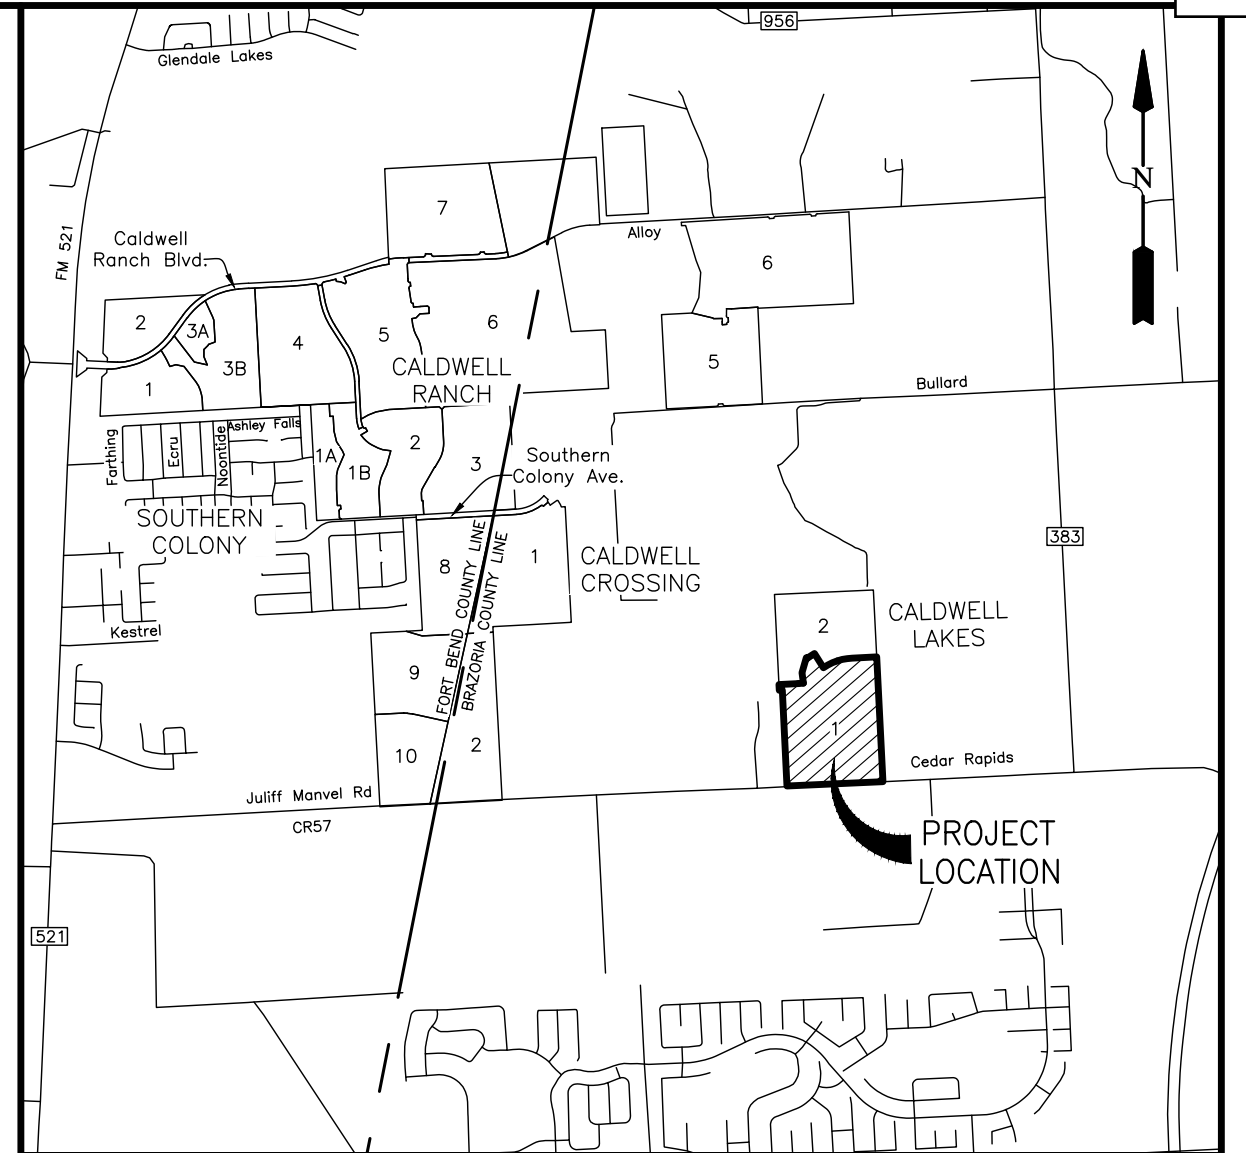 956
Glendale Lakes
N
FM 521
7
Caldwell
Ranch Blvd.
Alloy
6
2
3A
4
5
6
3B
5
1
CALDWELL
RANCH
Bullard
Farthing
Ecru
Noontide
Ashley Falls
1A
1B
2
3
Southern
Colony Ave.
SOUTHERN
COLONY
383
8
1
CALDWELL
CROSSING
FORT BEND COUNTY LINE
BRAZORIA COUNTY LINE
2
CALDWELL
LAKES
Kestrel
9
10
2
1
Cedar Rapids
Juliff Manvel Rd
CR57
PROJECT
LOCATION
521